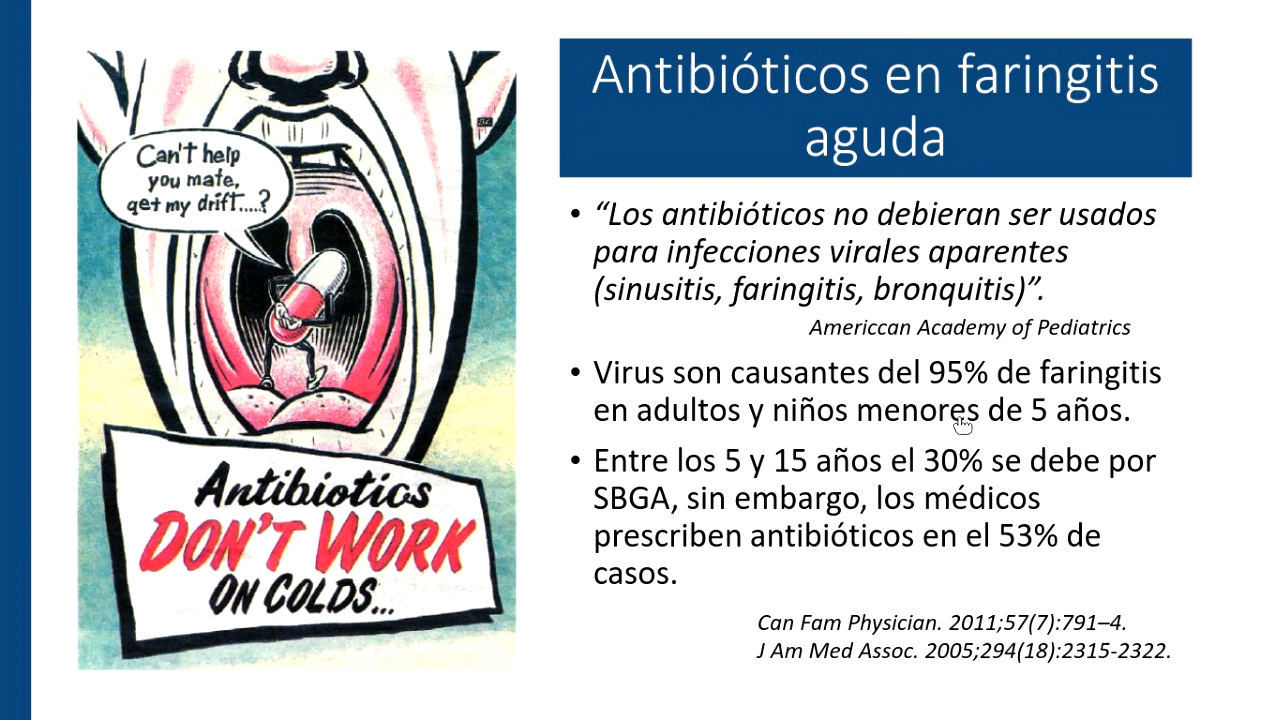 Antibióticos en faringitis
aguda
Can't help
you mate,
get my drift....?
Antibiotics
DON'T WORK
ON COLDS...
• “Los antibióticos no debieran ser usados
para infecciones virales aparentes
(sinusitis, faringitis, bronquitis)”.
Americcan Academy of Pediatrics
• Virus son causantes del 95% de faringitis
en adultos y niños menores de 5 años.
• Entre los 5 y 15 años el 30% se debe por
SBGA, sin embargo, los médicos
prescriben antibióticos en el 53% de
casos.
Can Fam Physician. 2011;57(7):791–4.
J Am Med Assoc. 2005;294(18):2315-2322.